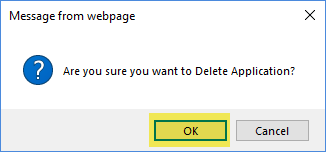 Message from webpage
Are you sure you want to Delete Application?
OK
Cancel